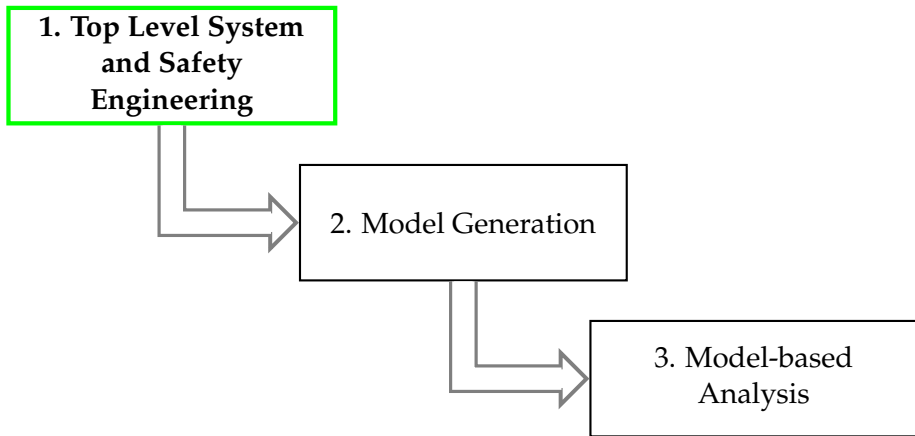 1. Top Level System
and Safety
Engineering
2. Model Generation
3. Model-based
Analysis